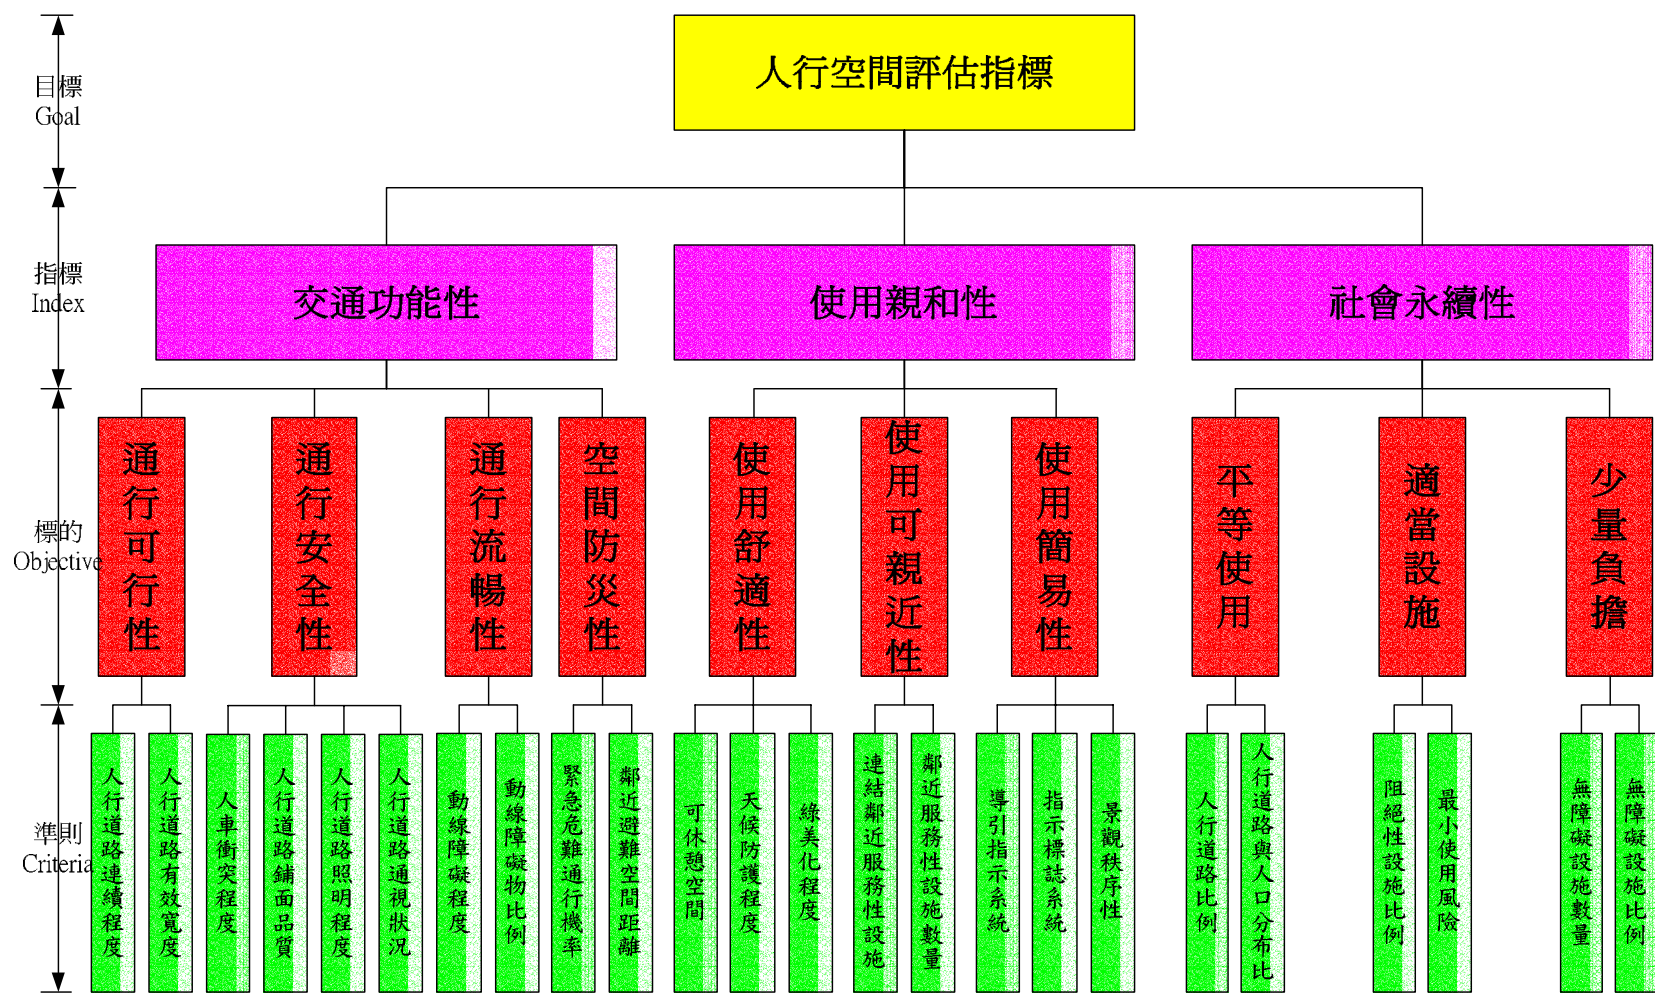 人行空間評估指標
目標
Goal
指標
Index
交通功能性
使用親和性
社會永續性
標的
Objective
通行可行性
通行安全性
通行流暢性
空間防災性
使用舒適性
使用可親近性
使用簡易性
平等使用
適當設施
少量負擔
準則
Criteria
人行道路連續程度
人行道路有效寬度
人車衝突程度
人行道路鋪面品質
人行道路照明程度
人行道路通視狀況
動線障礙程度
動線障礙物比例
緊急危難通行機率
鄰近避難空間距離
可休憩空間
天候防護程度
綠美化程度
連結鄰近服務性設施
鄰近服務性設施數量
導引指示系統
指示標誌系統
景觀秩序性
人行道路比例
人行道路與人口分布比
阻絕性設施比例
最小使用風險
無障礙設施數量
無障礙設施比例